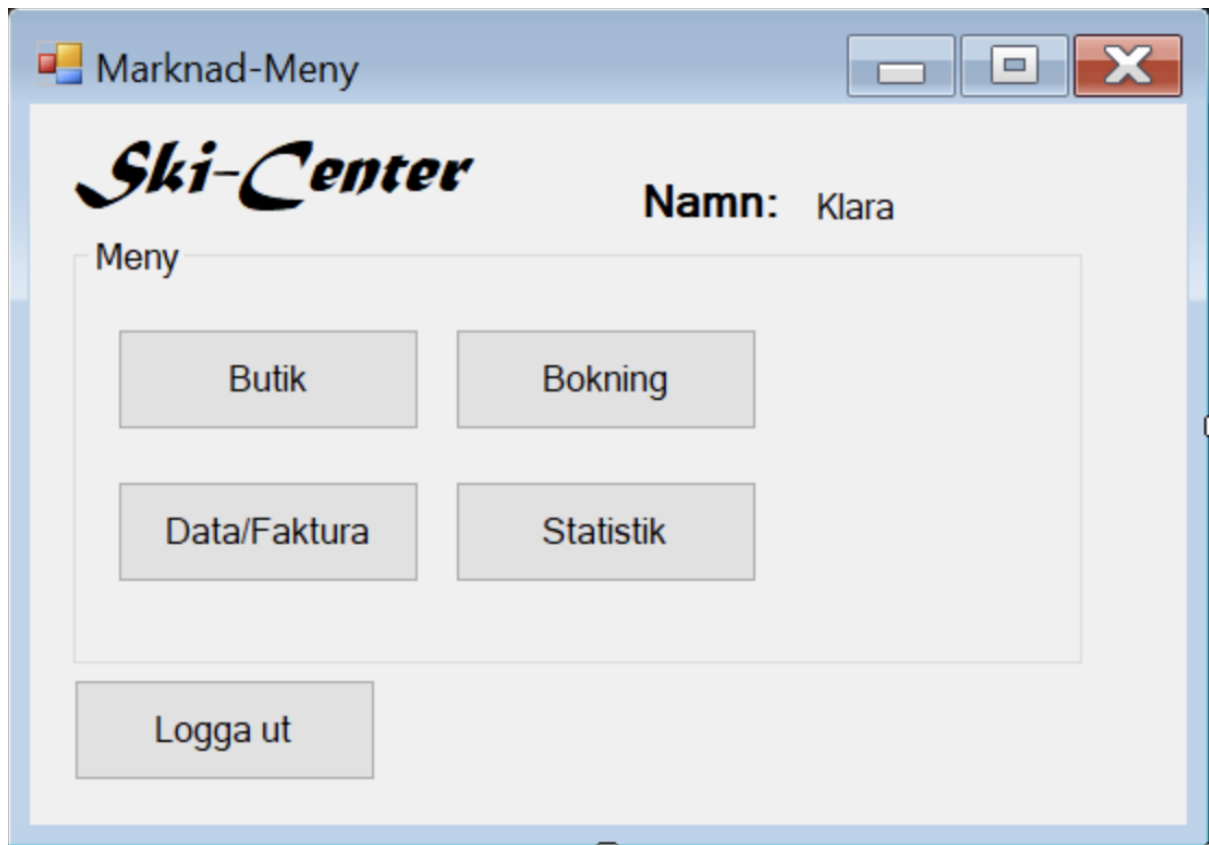 Marknad-Meny
Ski-Center
Namn: Klara
Meny
Butik Bokning
Data/Faktura Statistik
Logga ut